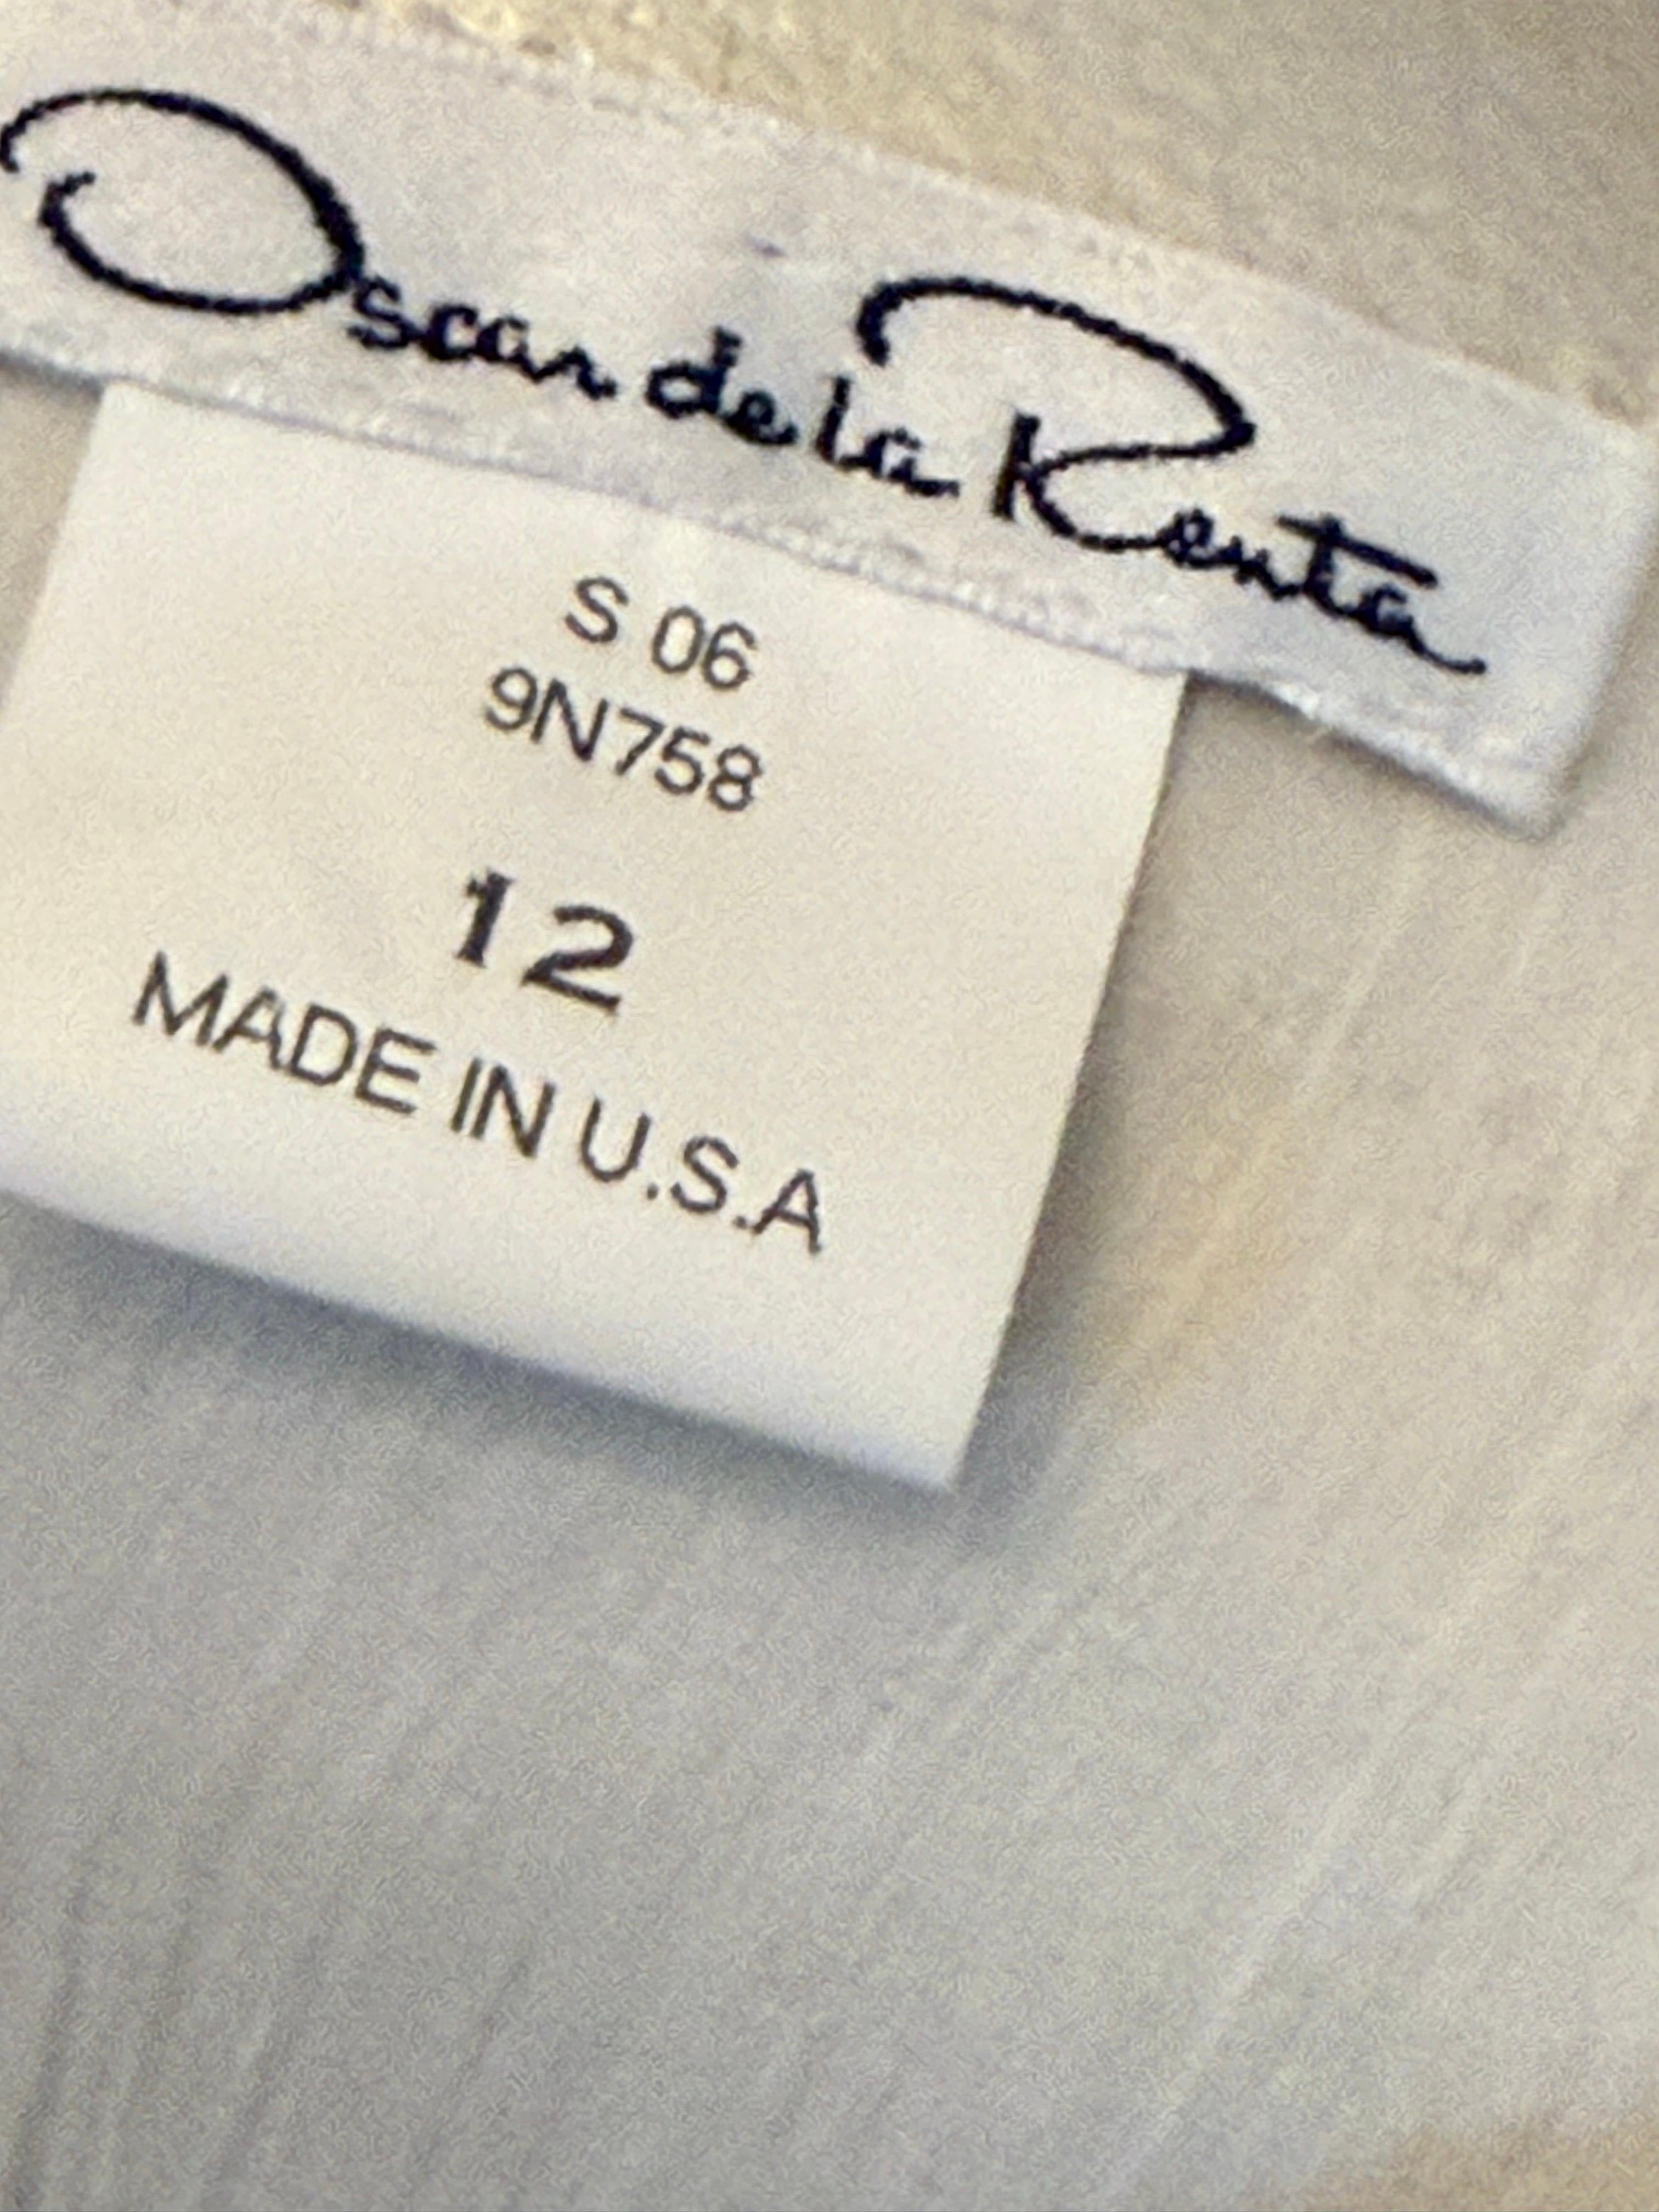 Oscar de la Renta
S 06
9N758
12
MADE IN U.S.A